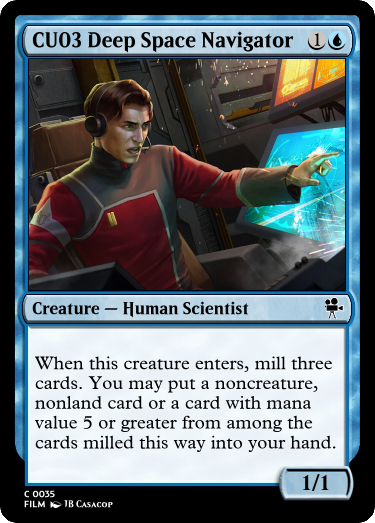 CU03 Deep Space Navigator 1
Creature — Human Scientist
When this creature enters, mill three
cards. You may put a noncreature,
nonland card or a card with mana
value 5 or greater from among the
cards milled this way into your hand.
1/1
C 0035
FILM JB Casacop